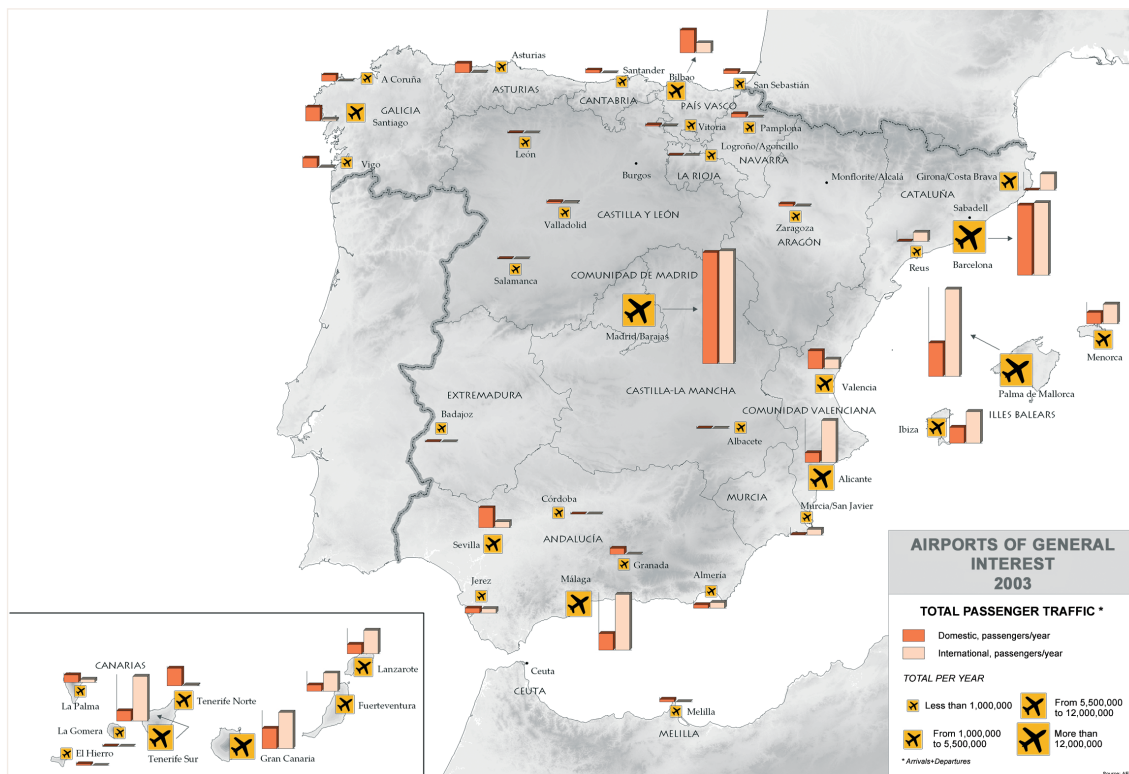 Asturias
A Coruña
Santander
Bilbao
San Sebastián
ASTURIAS
CANTABRIA
PAÍS VASCO
GALICIA
Santiago
Vitoria
Pamplona
León
Logroño/Agoncillo
NAVARRA
Vigo
Burgos
LA RIOJA
Monflorite/Alcalá
Girona/Costa Brava
CATALUÑA
Sabadell
Valladolid
CASTILLA Y LEÓN
Zaragoza
ARAGÓN
Reus
Barcelona
Salamanca
COMUNIDAD DE MADRID
Madrid/Barajas
Menorca
Valencia
Palma de Mallorca
EXTREMADURA
CASTILLA-LA MANCHA
COMUNIDAD VALENCIANA
ILLES BALEARS
Badajoz
Albacete
Ibiza
Alicante
MURCIA
Córdoba
Murcia/San Javier
Sevilla
ANDALUCÍA
Granada
Jerez
Málaga
Almería
Ceuta
CEUTA
Melilla
MELILLA
CANARIAS
Lanzarote
La Palma
Tenerife Norte
Fuerteventura
La Gomera
El Hierro
Tenerife Sur
Gran Canaria
AIRPORTS OF GENERAL
INTEREST
2003
TOTAL PASSENGER TRAFFIC *
Domestic, passengers/year
International, passengers/year
TOTAL PER YEAR
Less than 1,000,000
From 5,500,000
to 12,000,000
From 1,000,000
to 5,500,000
More than
12,000,000
* Arrivals+Departures